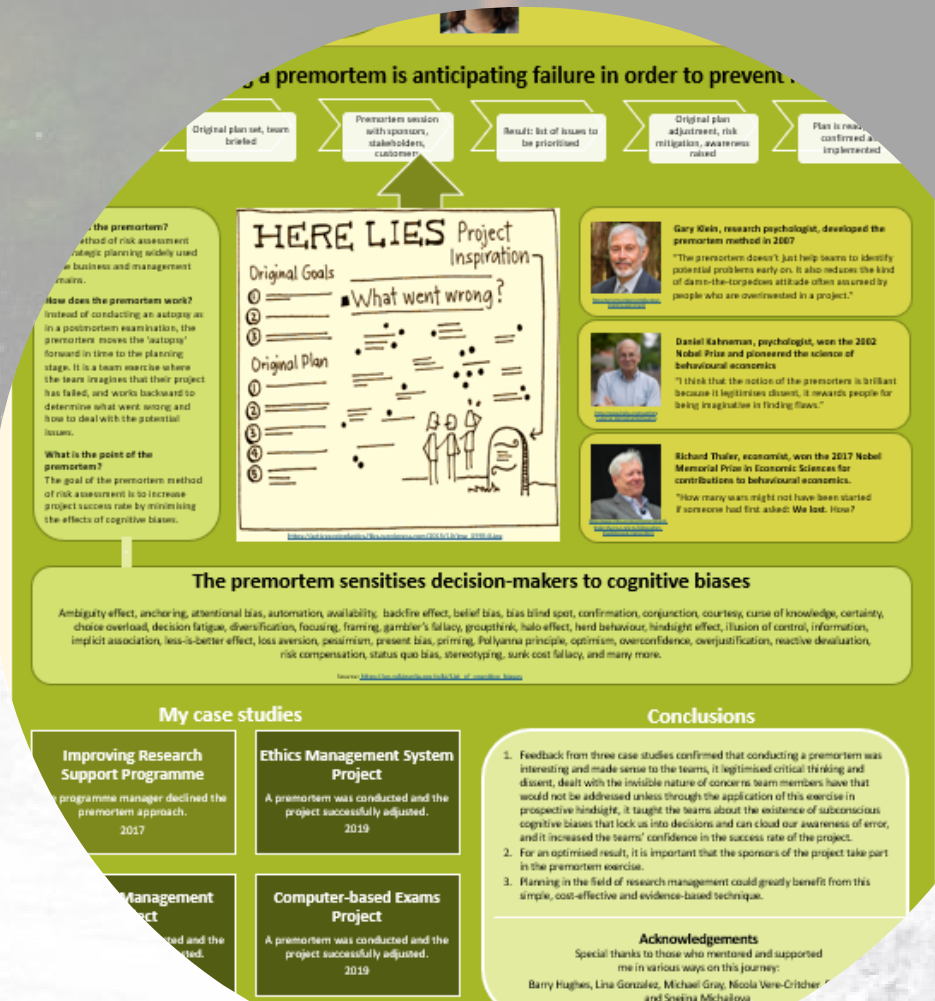 a premortem is anticipating failure in order to prevent
Original plan set, team
briefed
Premortem session
with sponsors,
stakeholders,
customers
Result: list of issues to
be prioritised
Original plan
adjustment, risk
mitigation, awareness
raised
Plan is
confirmed
implemented
the premortem?
method of risk assessment
strategic planning widely used
business and management
How does the premortem work?
Instead of conducting an autopsy as
in a postmortem examination, the
premortem moves the 'autopsy'
forward in time to the planning
stage. It is a team exercise where
the team imagines that their project
has failed, and works backward to
determine what went wrong and
how to deal with the potential
issues.
What is the point of the
premortem?
The goal of the premortem method
of risk assessment is to increase
project success rate by minimising
the effects of cognitive biases.
HERE LIES Project
Inspiration
Original Goals
1
2
3
What went wrong?
Original Plan
1
2
3
4
5
Gary Klein, research psychologist, developed the
premortem method in 2007
"The premortem doesn't just help teams to identify
potential problems early on. It also reduces the kind
of damn-the-torpedoes attitude often assumed by
people who are overinvested in a project."
Daniel Kahneman, psychologist, won the 2002
Nobel Prize and pioneered the science of
behavioural economics
"I think that the notion of the premortem is brilliant
because it legitimises dissent, it rewards people for
being imaginative in finding flaws."
Richard Thaler, economist, won the 2017 Nobel
Memorial Prize in Economic Sciences for
contributions to behavioural economics.
"How many wars might not have been started
if someone had first asked: We lost. How?
The premortem sensitises decision-makers to cognitive biases
Ambiguity effect, anchoring, attentional bias, automation, availability, backfire effect, belief bias, bias blind spot, confirmation, conjunction, courtesy, curse of knowledge, certainty,
choice overload, decision fatigue, diversification, focusing, framing, gambler's fallacy, groupthink, halo effect, herd behaviour, hindsight effect, illusion of control, information,
implicit association, less-is-better effect, loss aversion, pessimism, present bias, priming, Pollyanna principle, optimism, overconfidence, overjustification, reactive devaluation,
risk compensation, status quo bias, stereotyping, sunk cost fallacy, and many more.
Source: https://en.wikipedia.org/wiki/List_of_cognitive_biases
My case studies
Improving Research
Support Programme
programme manager declined the
premortem approach.
2017
Ethics Management System
Project
A premortem was conducted and the
project successfully adjusted.
2019
Management
and the
Computer-based Exams
Project
A premortem was conducted and the
project successfully adjusted.
2019
Conclusions
1. Feedback from three case studies confirmed that conducting a premortem was
interesting and made sense to the teams, it legitimised critical thinking and
dissent, dealt with the invisible nature of concerns team members have that
would not be addressed unless through the application of this exercise in
prospective hindsight, it taught the teams about the existence of subconscious
cognitive biases that lock us into decisions and can cloud our awareness of error,
and it increased the teams' confidence in the success rate of the project.
2. For an optimised result, it is important that the sponsors of the project take part
in the premortem exercise.
3. Planning in the field of research management could greatly benefit from this
simple, cost-effective and evidence-based technique.
Acknowledgements
Special thanks to those who mentored and supported
me in various ways on this journey:
Barry Hughes, Lina Gonzalez, Michael Gray, Nicola Vere-Critcher,
and Snejina Michailova